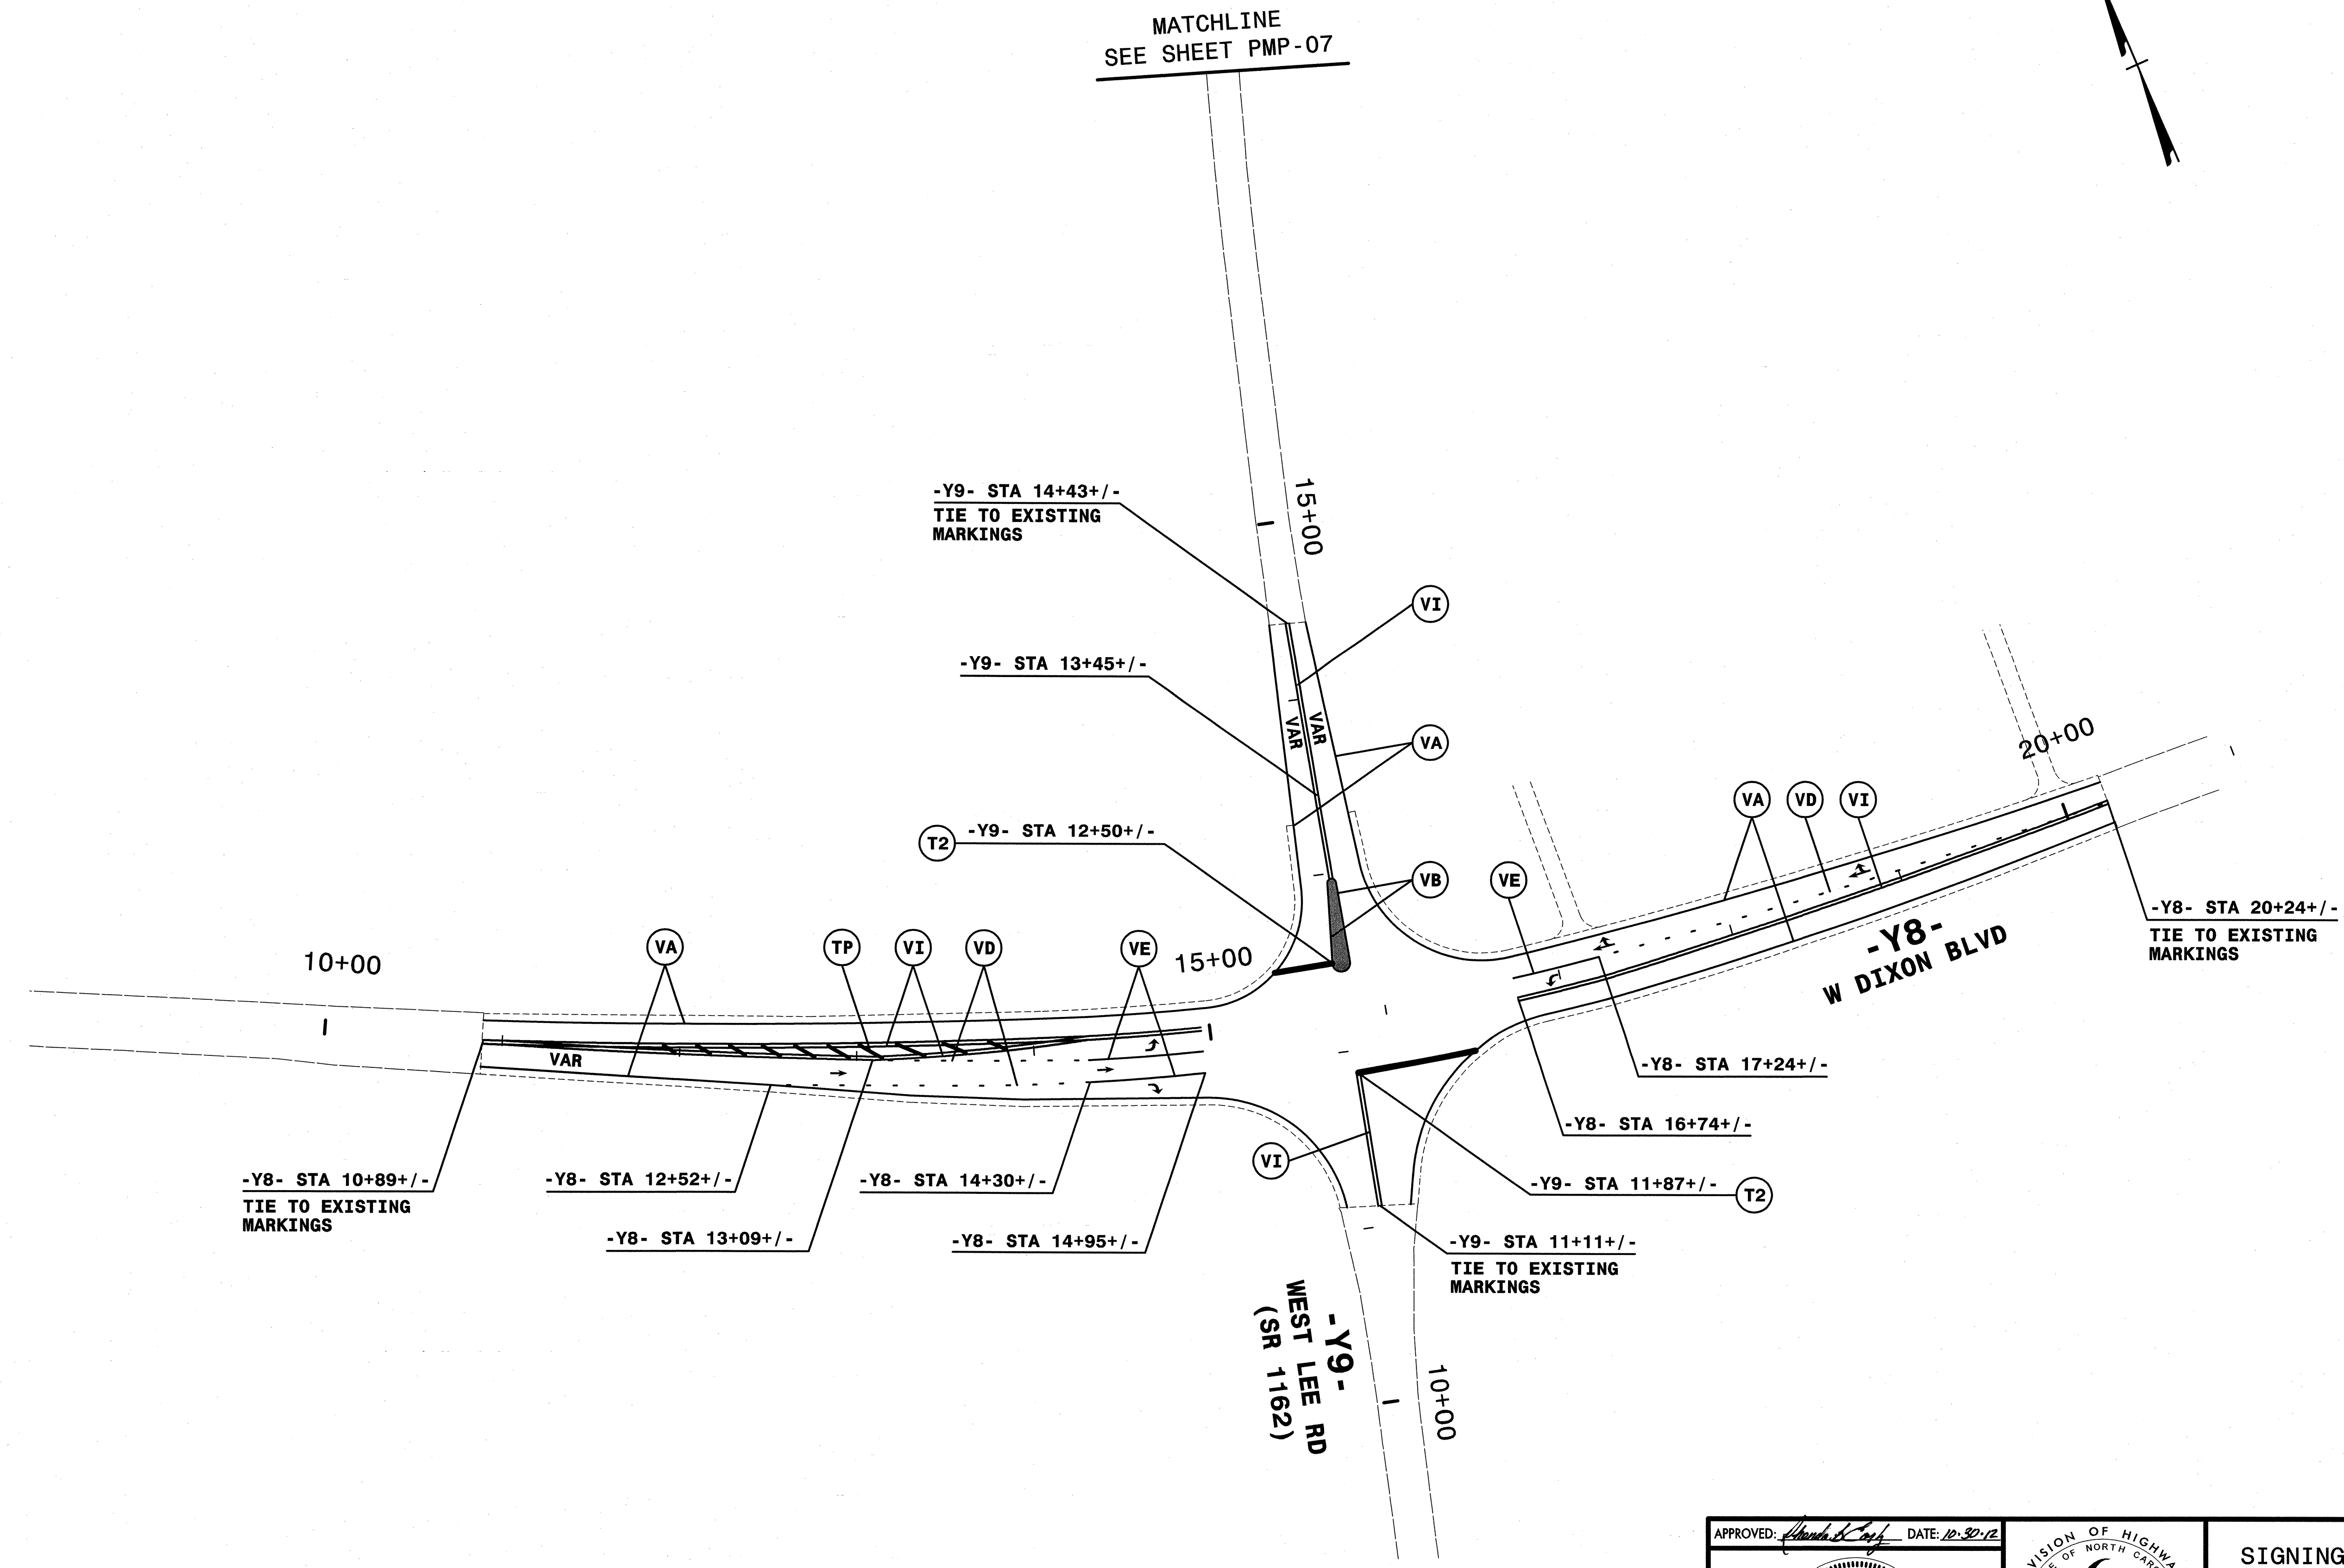 MATCHLINE
SEE SHEET PMP-07
-Y9- STA 14+43+/-
TIE TO EXISTING
MARKINGS
15+00
VI
-Y9- STA 13+45+/-
VAR
VAR
VA
20+00
T2
-Y9- STA 12+50+/-
VB
VE
VA
VD
VI
-Y8- STA 20+24+/-
TIE TO EXISTING
MARKINGS
-Y8-
W DIXON BLVD
10+00
VA
TP
VI
VD
VE
15+00
VAR
-Y8- STA 17+24+/-
-Y8- STA 16+74+/-
VI
-Y8- STA 10+89+/-
TIE TO EXISTING
MARKINGS
-Y8- STA 12+52+/-
-Y8- STA 14+30+/-
-Y9- STA 11+87+/-
T2
-Y8- STA 13+09+/-
-Y8- STA 14+95+/-
-Y9- STA 11+11+/-
TIE TO EXISTING
MARKINGS
-Y9-
WEST LEE RD
(SR 1162)
10+00
APPROVED:
DATE: 10-30-12
VISION OF HIGHWA
E OF NORTH CARO
SIGNING